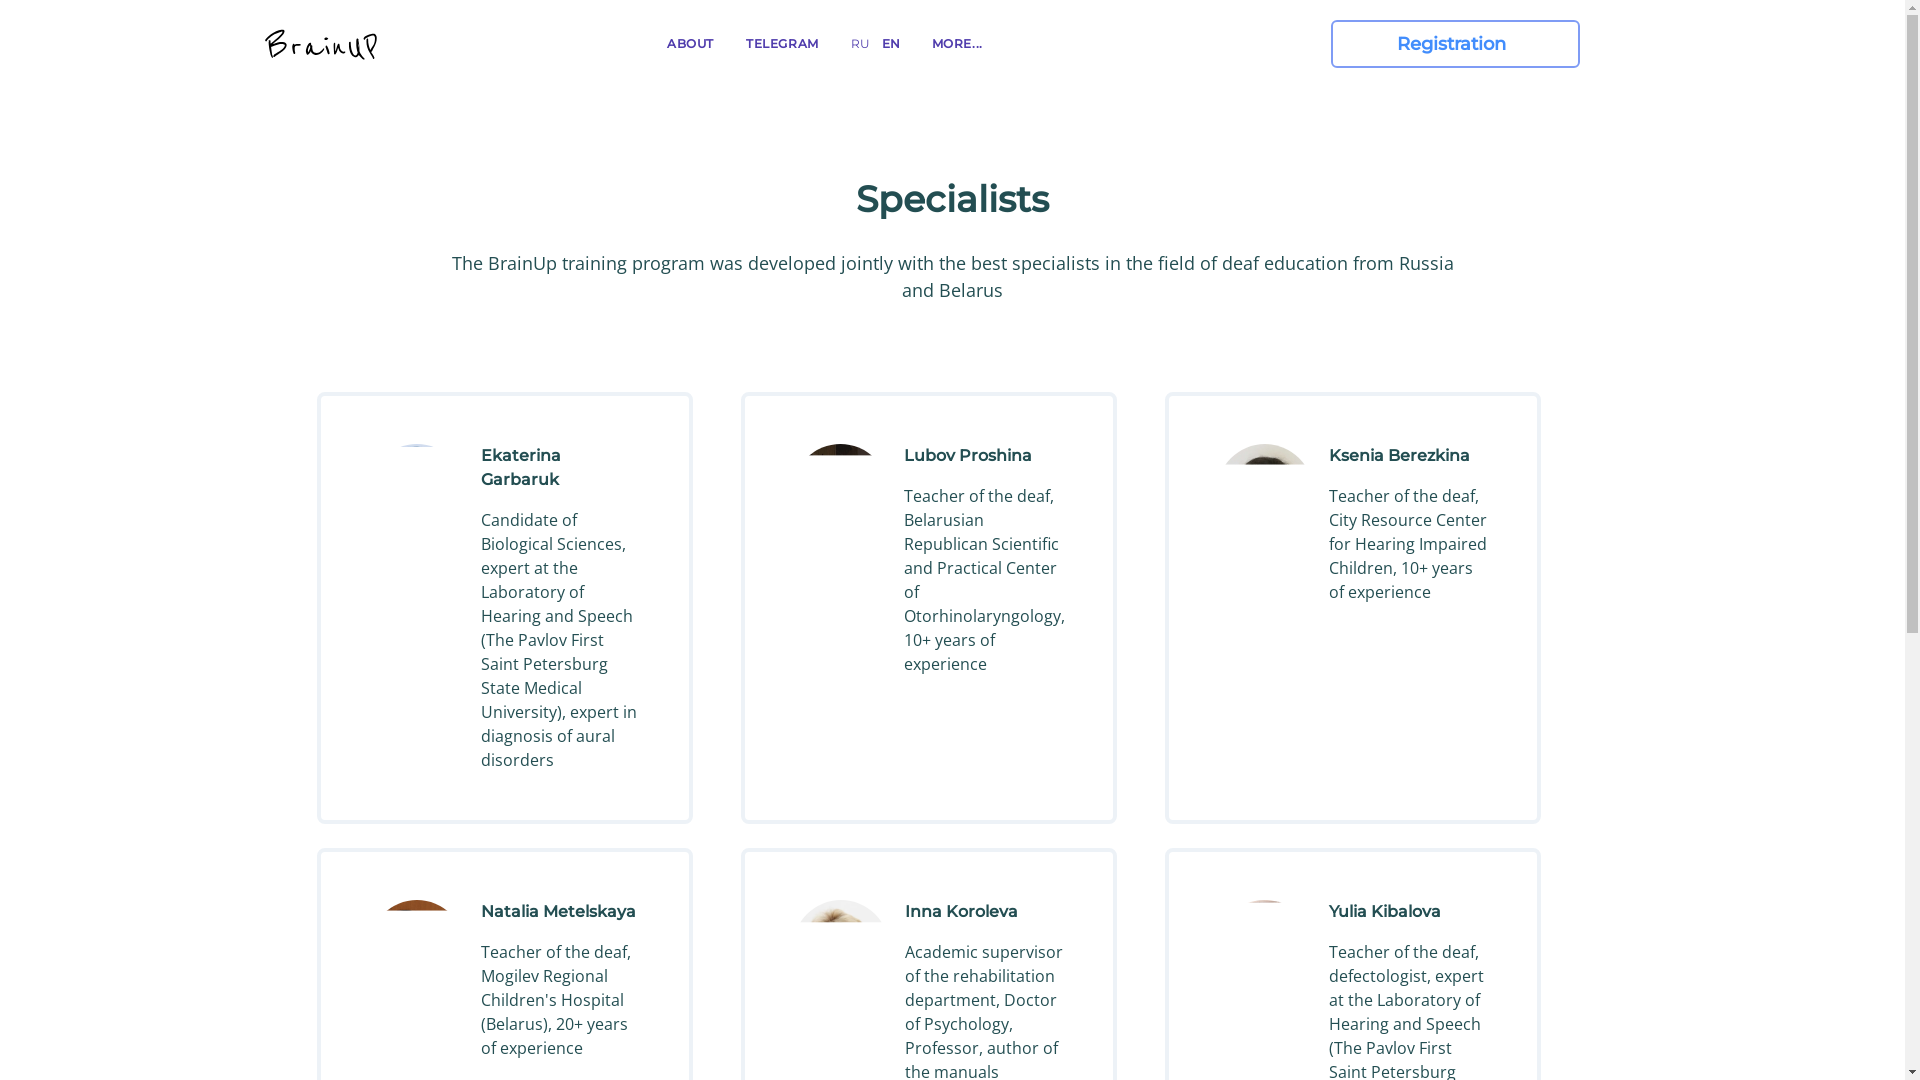 BrainUP
ABOUT
TELEGRAM
RU
EN
MORE...
Registration
Specialists
The BrainUp training program was developed jointly with the best specialists in the field of deaf education from Russia
and Belarus
Ekaterina
Garbaruk
Candidate of
Biological Sciences,
expert at the
Laboratory of
Hearing and Speech
(The Pavlov First
Saint Petersburg
State Medical
University), expert in
diagnosis of aural
disorders
Lubov Proshina
Teacher of the deaf,
Belarusian
Republican Scientific
and Practical Center
of
Otorhinolaryngology,
10+ years of
experience
Ksenia Berezkina
Teacher of the deaf,
City Resource Center
for Hearing Impaired
Children, 10+ years
of experience
Natalia Metelskaya
Teacher of the deaf,
Mogilev Regional
Children's Hospital
(Belarus), 20+ years
of experience
Inna Koroleva
Academic supervisor
of the rehabilitation
department, Doctor
of Psychology,
Professor, author of
the manuals
Yulia Kibalova
Teacher of the deaf,
defectologist, expert
at the Laboratory of
Hearing and Speech
(The Pavlov First
Saint Petersburg